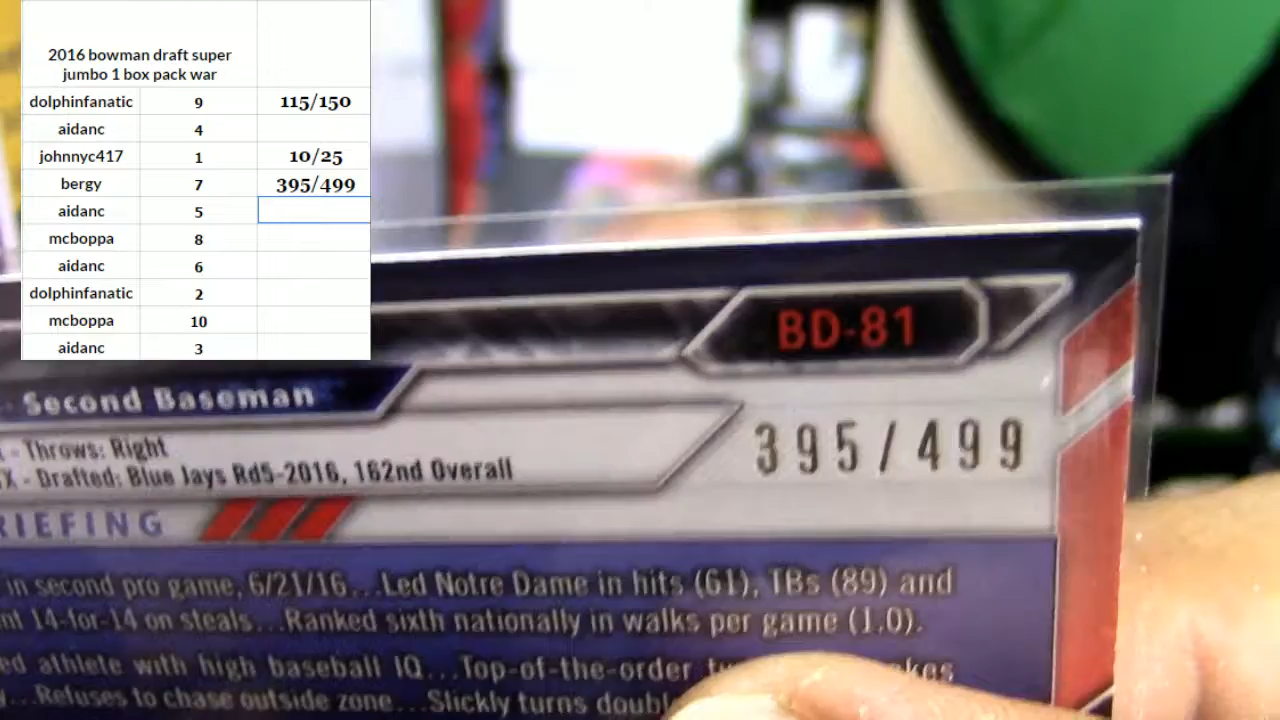 2016 bowman draft super
jumbo 1 box pack war
dolphinfanatic 9 115/150
aidanc 4
johnnyc417 1 10/25
bergy 7 395/499
aidanc 5
mcboppa 8
aidanc 6
dolphinfanatic 2
mcboppa 10
aidanc 3
BD-81
Second Baseman
- Throws: Right
395/499
X - Drafted: Blue Jays Rd5-2016, 162nd Overall
RIEFING
in second pro game, 6/21/16...Led Notre Dame in hits (61), TBs (89) and
14-for-14 on steals...Ranked sixth nationally in walks per game (1.0).
athlete with high baseball IQ...Top-of-the-order
...Refuses to chase outside zone...Slickly turns